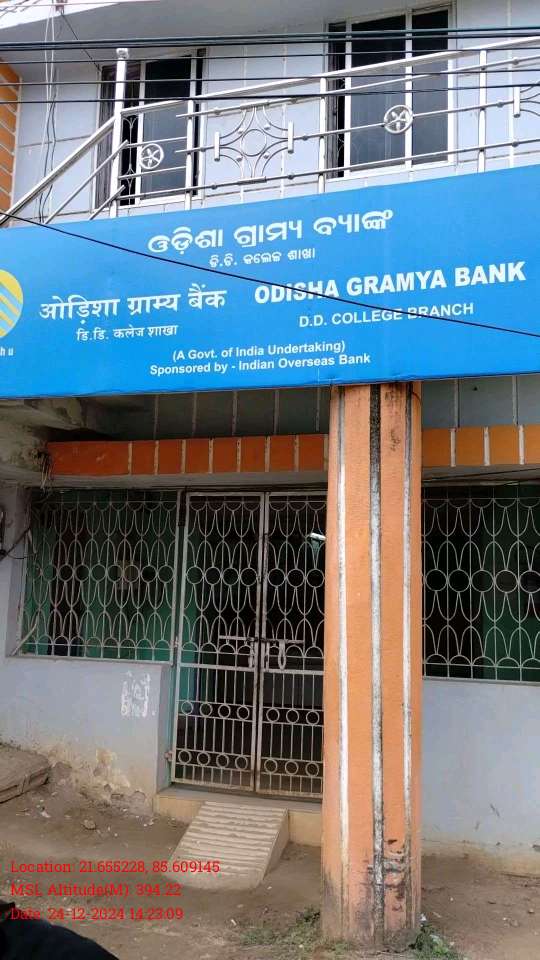 ଓଡ଼ିଶା ଗ୍ରାମ୍ୟ ବ୍ୟାଙ୍କ
ଡି.ଡି. କଲେଜ ଶାଖା
ओड़िशा ग्राम्य बैंक
डि.डि. कलेज शाखा
ODISHA GRAMYA BANK
D.D. COLLEGE BRANCH
(A Govt. of India Undertaking)
Sponsored by - Indian Overseas Bank
Location: 21.655228, 85.609145
MSL Altitude(M): 394.22
Date: 24-12-2024 14:23:09